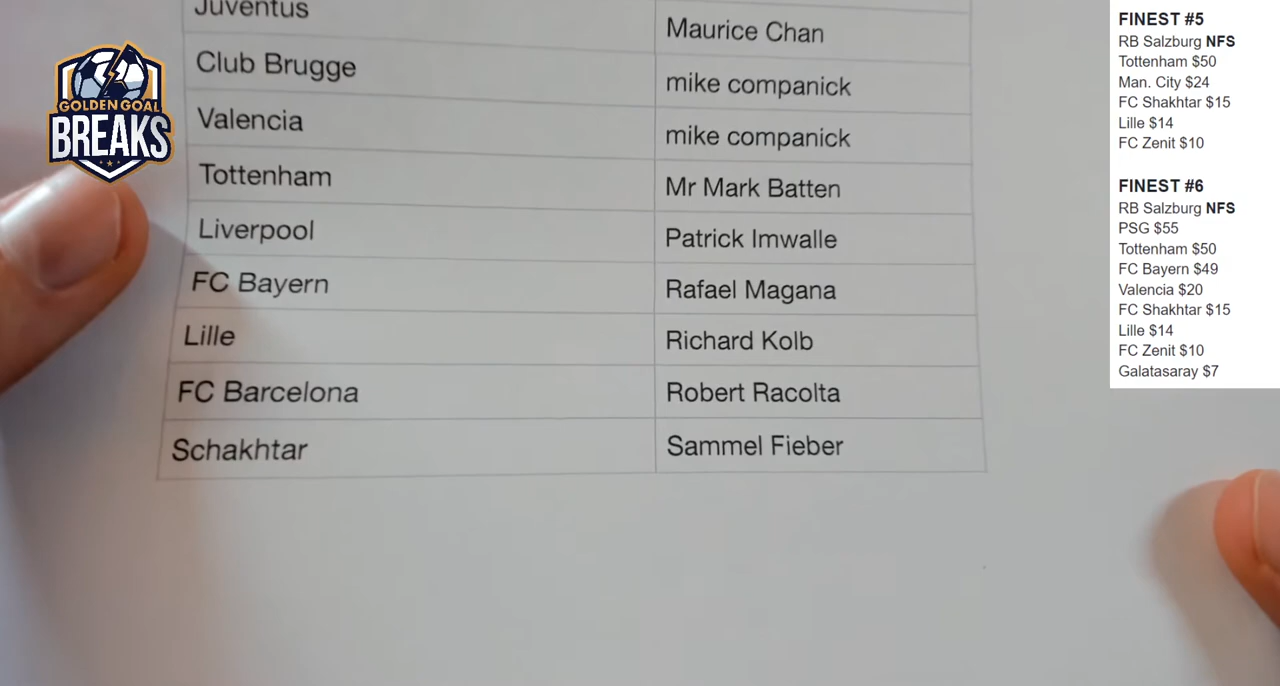 GOLDEN GOAL
BREAKS
Juventus
Maurice Chan
Club Brugge
mike companick
Valencia
mike companick
Tottenham
Mr Mark Batten
Liverpool
Patrick Imwalle
FC Bayern
Rafael Magana
Lille
Richard Kolb
FC Barcelona
Robert Racolta
Schakhtar
Sammel Fieber
FINEST #5
RB Salzburg NFS
Tottenham $50
Man. City $24
FC Shakhtar $15
Lille $14
FC Zenit $10
FINEST #6
RB Salzburg NFS
PSG $55
Tottenham $50
FC Bayern $49
Valencia $20
FC Shakhtar $15
Lille $14
FC Zenit $10
Galatasaray $7